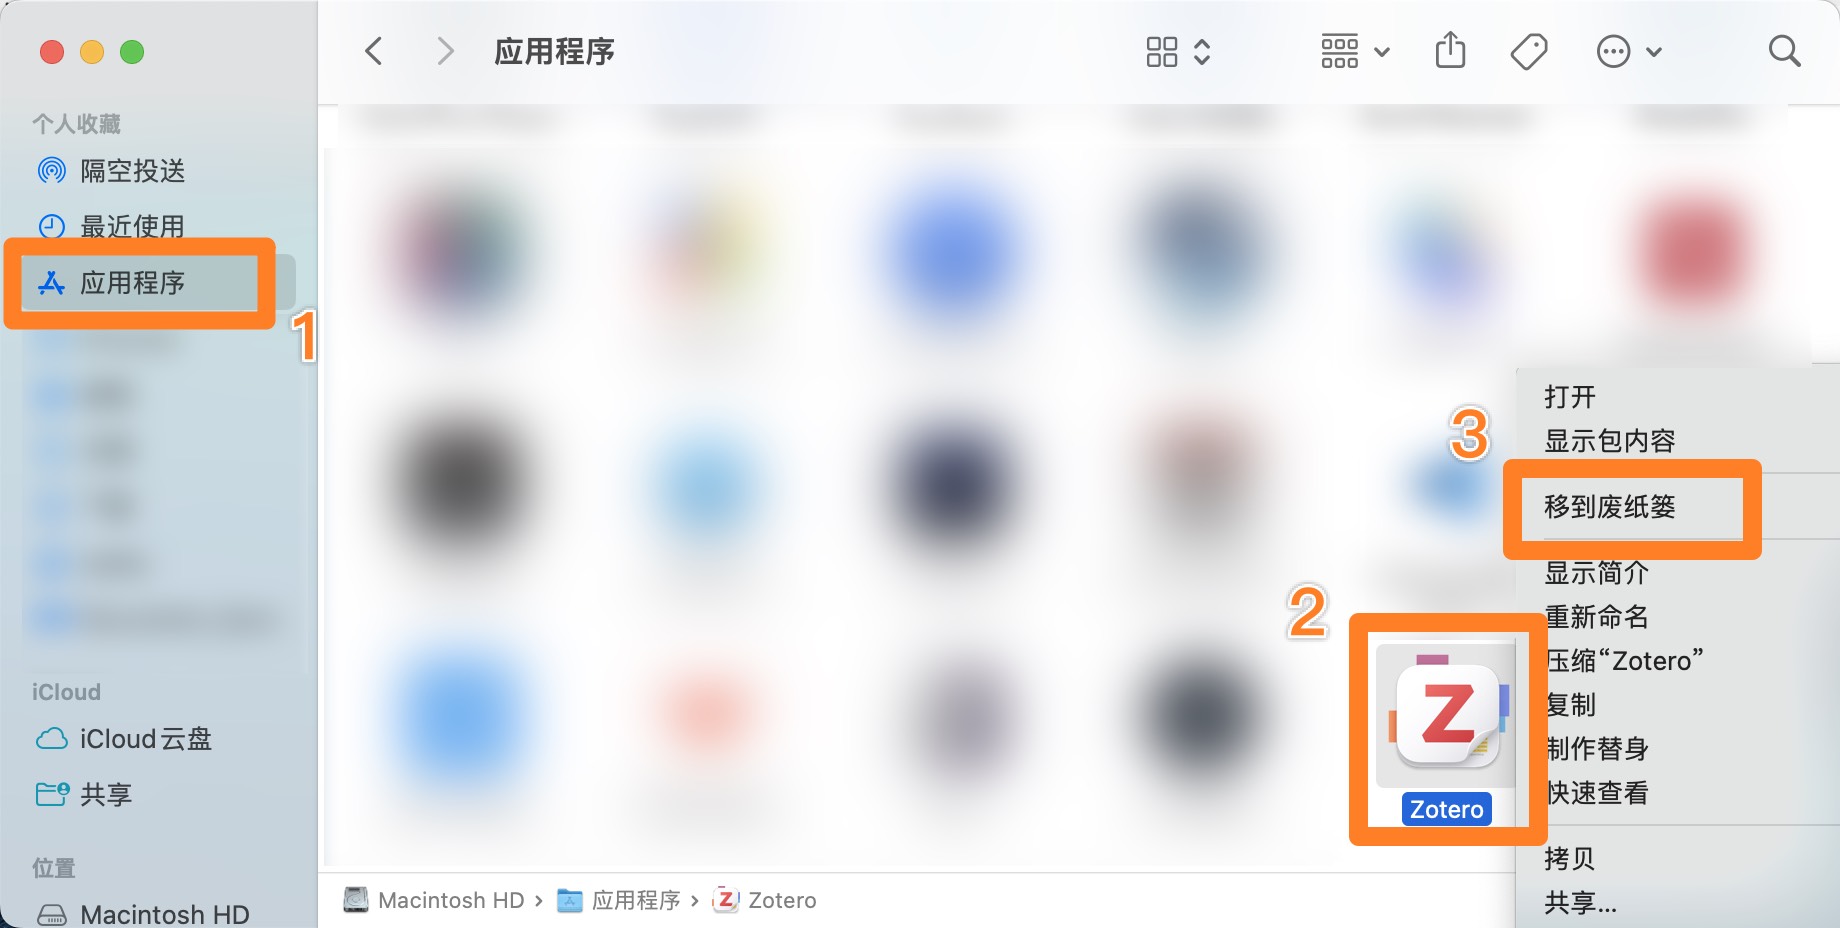 应用程序
个人收藏
隔空投送
最近使用
应用程序
1
iCloud
iCloud云盘
共享
位置
Macintosh HD
2
Z
Zotero
3
打开
显示包内容
移到废纸篓
显示简介
重新命名
压缩“Zotero”
复制
制作替身
快速查看
拷贝
共享...
Macintosh HD › 应用程序 › Zotero